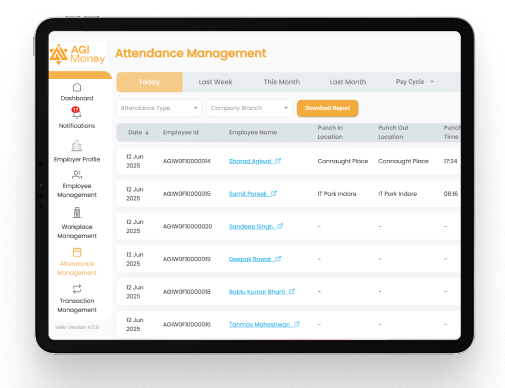 AGI
Money
Attendance Management
Today
Last Week
This Month
Last Month
Pay Cycle
Dashboard
17
Notifications
Employer Profile
Employee
Management
Workplace
Management
Attendance
Management
Transaction
Management
Web Version 4.0.0
Attendance Type
Company Branch
Download Report
Date ↓ Employee Id Employee Name Punch In Location Punch Out Location Punch Time
12 Jun 2025 AGIW0FI0000014 Sharad Agiwal Connaught Place Connaught Place 17:34
12 Jun 2025 AGIW0FI0000015 Sumit Pareek IT Park Indore IT Park Indore 08:16
12 Jun 2025 AGIW0FI0000020 Sandeep Singh - - -
12 Jun 2025 AGIW0FI0000019 Deepak Rawat - - -
12 Jun 2025 AGIW0FI0000018 Bablu Kumar Bharti - - -
12 Jun 2025 AGIW0FI0000016 Tanmay Maheshwari - - -